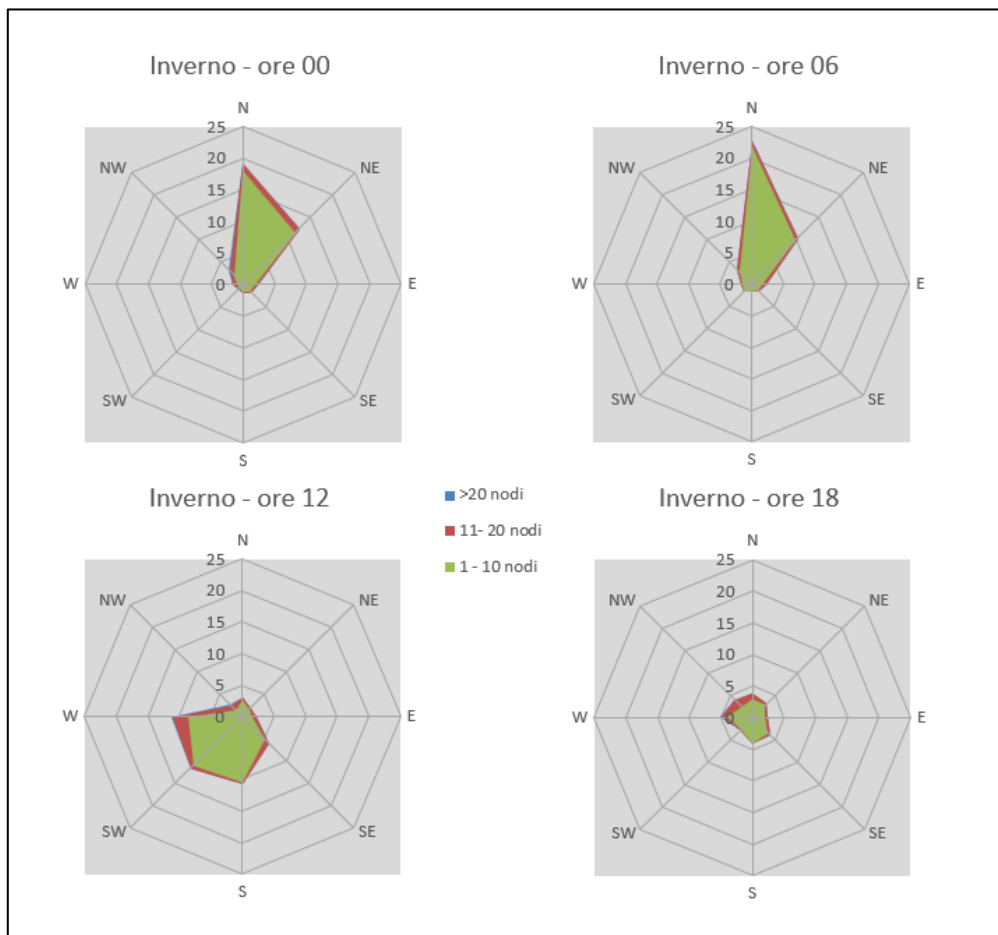 Inverno - ore 00
N
25
20
15
10
5
0
NW
NE
W
E
SW
SE
S
Inverno - ore 06
N
25
20
15
10
5
0
NW
NE
W
E
SW
SE
S
Inverno - ore 12
N
25
20
15
10
5
0
NW
NE
W
E
SW
SE
S
>20 nodi
11- 20 nodi
1 - 10 nodi
Inverno - ore 18
N
25
20
15
10
5
0
NW
NE
W
E
SW
SE
S